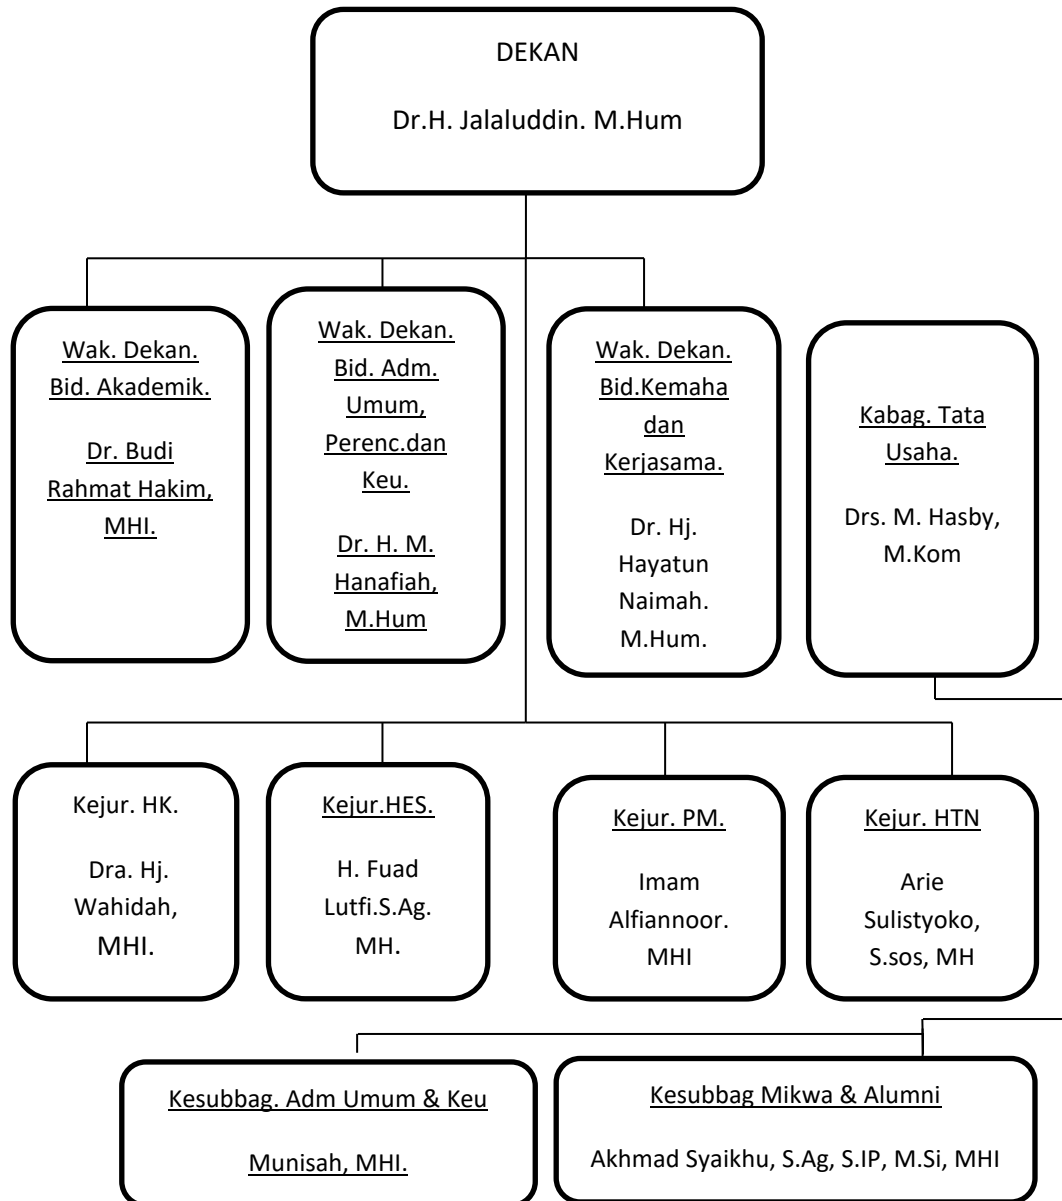 DEKAN
Dr.H. Jalaluddin. M.Hum
Wak. Dekan.
Bid. Akademik.
Dr. Budi
Rahmat Hakim,
MHI.
Wak. Dekan.
Bid. Adm.
Umum,
Perenc.dan
Keu.
Dr. H. M.
Hanafiah,
M.Hum
Wak. Dekan.
Bid.Kemaha
dan
Kerjasama.
Dr. Hj.
Hayatun
Naimah.
M.Hum.
Kabag. Tata
Usaha.
Drs. M. Hasby,
M.Kom
Kejur. HK.
Dra. Hj.
Wahidah,
MHI.
Kejur.HES.
H. Fuad
Lutfi.S.Ag.
MH.
Kejur. PM.
Imam
Alfiannoor.
MHI
Kejur. HTN
Arie
Sulistyoko,
S.sos, MH
Kesubbag. Adm Umum & Keu
Munisah, MHI.
Kesubbag Mikwa & Alumni
Akhmad Syaikhu, S.Ag, S.IP, M.Si, MHI